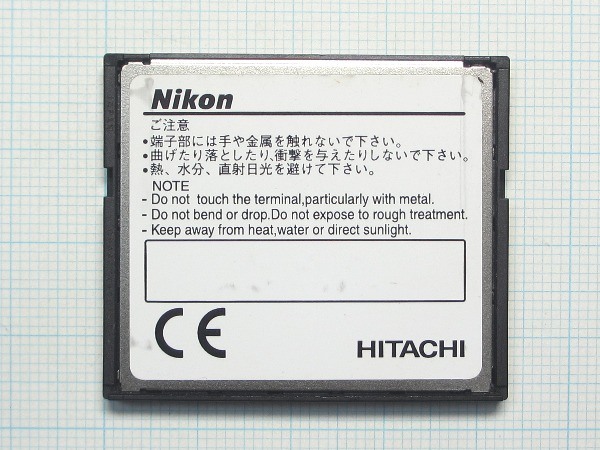 Nikon
ご注意
•端子部には手や金属を触れないで下さい。
•曲げたり落としたり,衝撃を与えたりしないで下さい。
•熱、水分、直射日光を避けて下さい。
NOTE
- Do not touch the terminal,particularly with metal.
- Do not bend or drop.Do not expose to rough treatment.
- Keep away from heat,water or direct sunlight.
CE
HITACHI